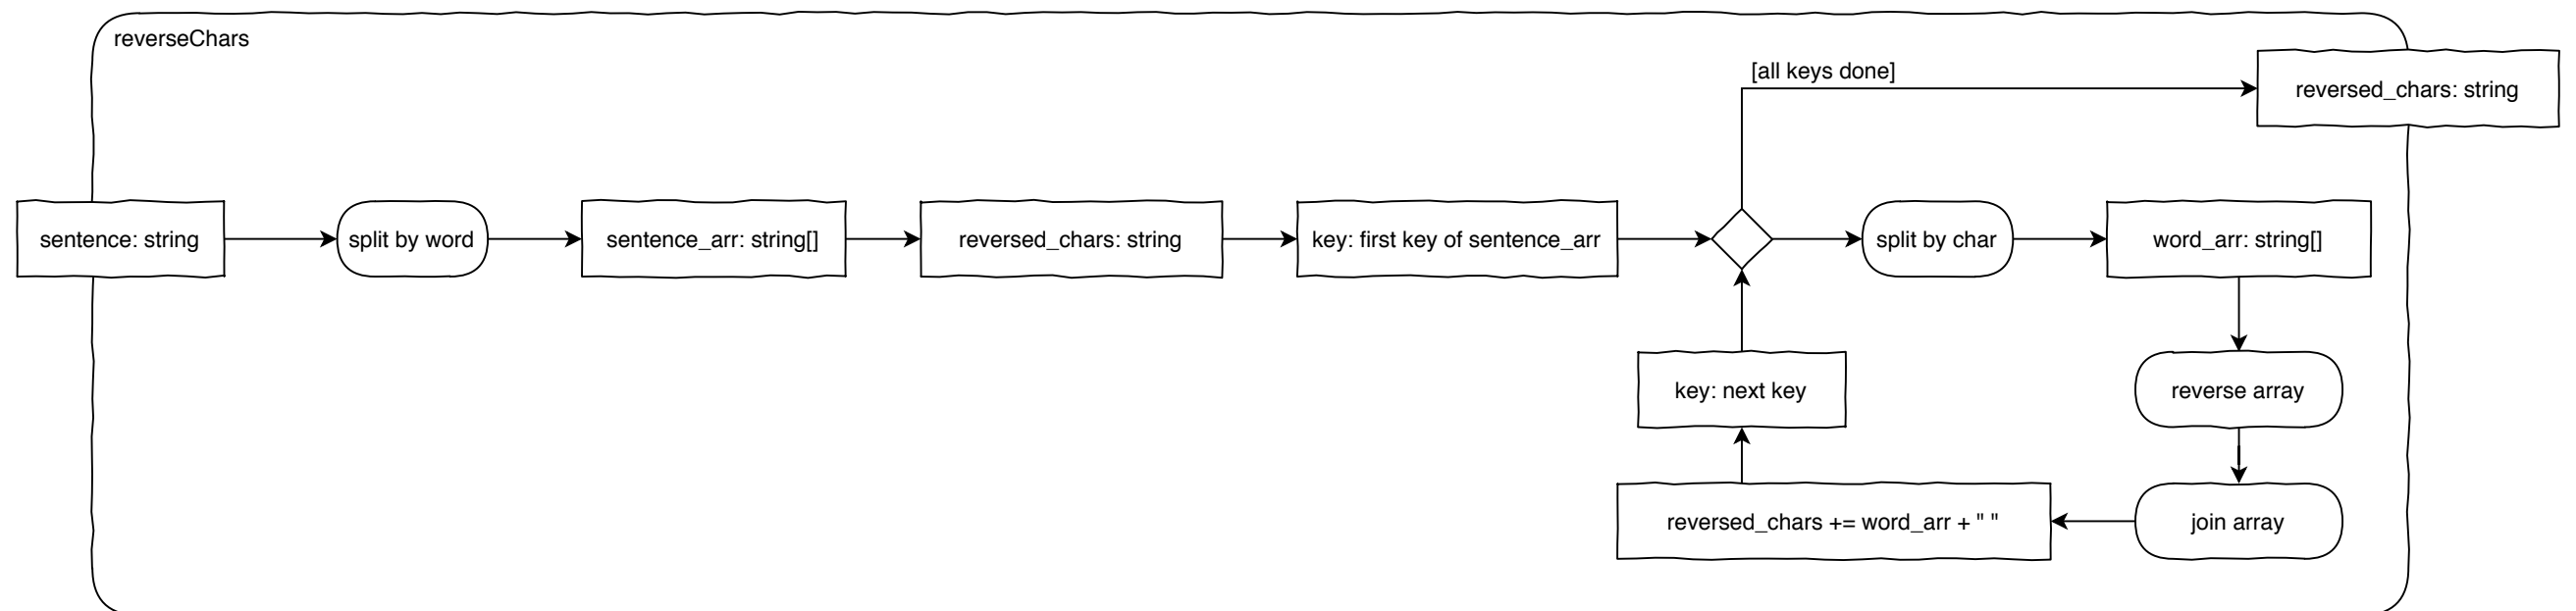 reverseChars
[all keys done]
reversed_chars: string
sentence: string
split by word
sentence_arr: string[]
reversed_chars: string
key: first key of sentence_arr
split by char
word_arr: string[]
key: next key
reverse array
reversed_chars += word_arr + " "
join array